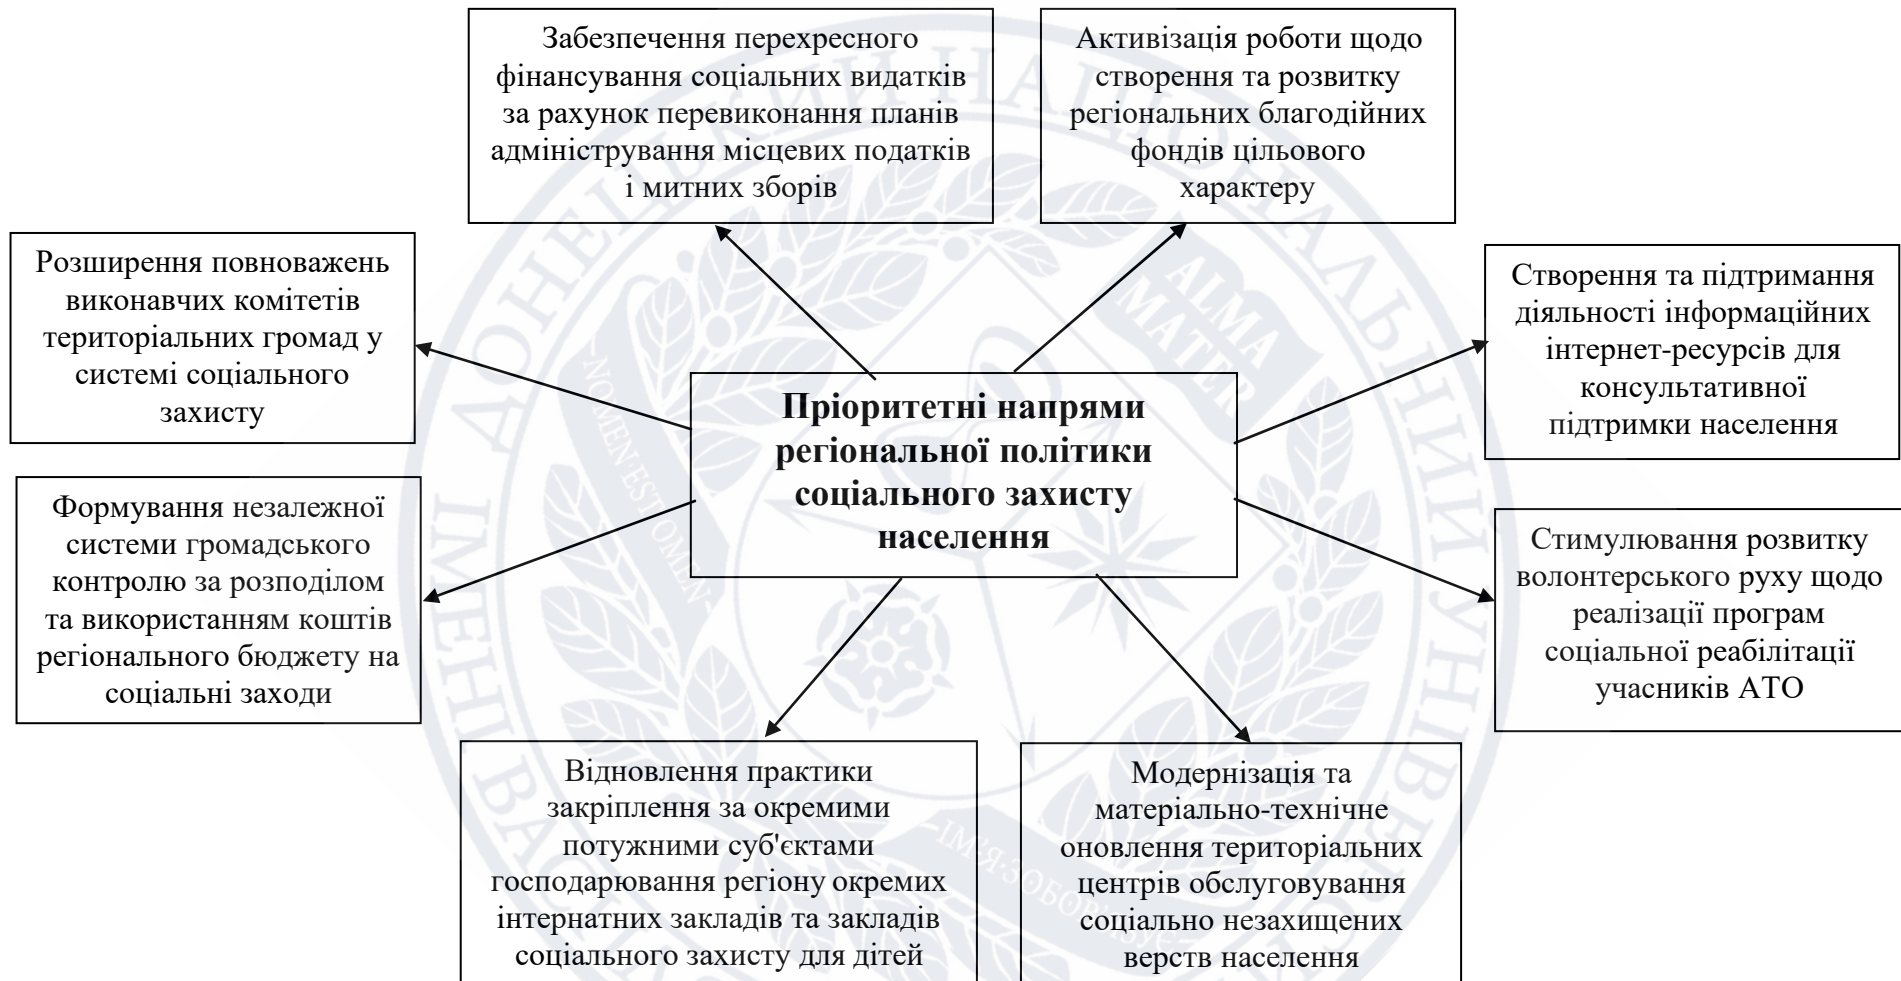 Забезпечення перехресного
фінансування соціальних видатків
за рахунок перевиконання планів
адміністрування місцевих податків
і митних зборів
Активізація роботи щодо
створення та розвитку
регіональних благодійних
фондів цільового
характеру
Розширення повноважень
виконавчих комітетів
територіальних громад у
системі соціального
захисту
Створення та підтримання
діяльності інформаційних
інтернет-ресурсів для
консультативної
підтримки населення
Пріоритетні напрями
регіональної політики
соціального захисту
населення
Формування незалежної
системи громадського
контролю за розподілом
та використанням коштів
регіонального бюджету на
соціальні заходи
Стимулювання розвитку
волонтерського руху щодо
реалізації програм
соціальної реабілітації
учасників АТО
Відновлення практики
закріплення за окремими
потужними суб'єктами
господарювання регіону окремих
інтернатних закладів та закладів
соціального захисту для дітей
Модернізація та
матеріально-технічне
оновлення територіальних
центрів обслуговування
соціально незахищених
верств населення
ALMA
MATER
NOMEN EST OMEN